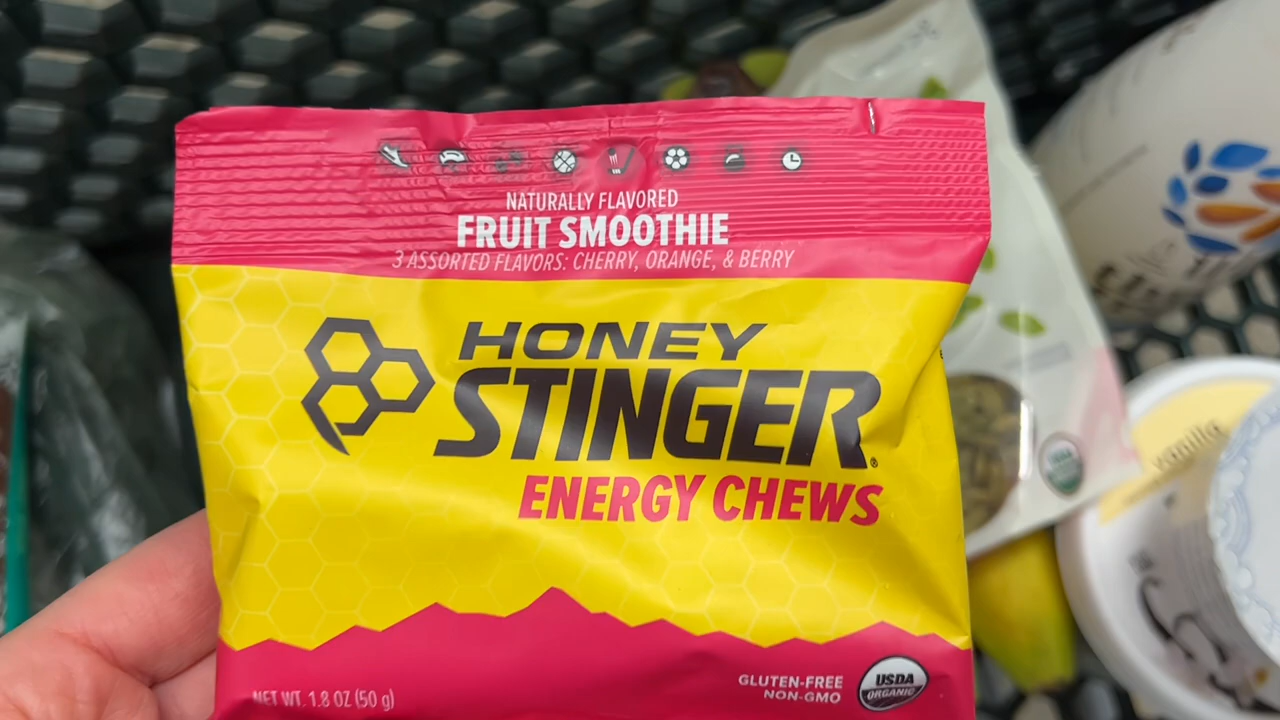 NATURALLY FLAVORED
FRUIT SMOOTHIE
3 ASSORTED FLAVORS: CHERRY, ORANGE, & BERRY
HONEY
STINGER®
ENERGY CHEWS
NET WT. 1.8 OZ (50 g)
GLUTEN-FREE
NON-GMO
USDA
ORGANIC
vanilla